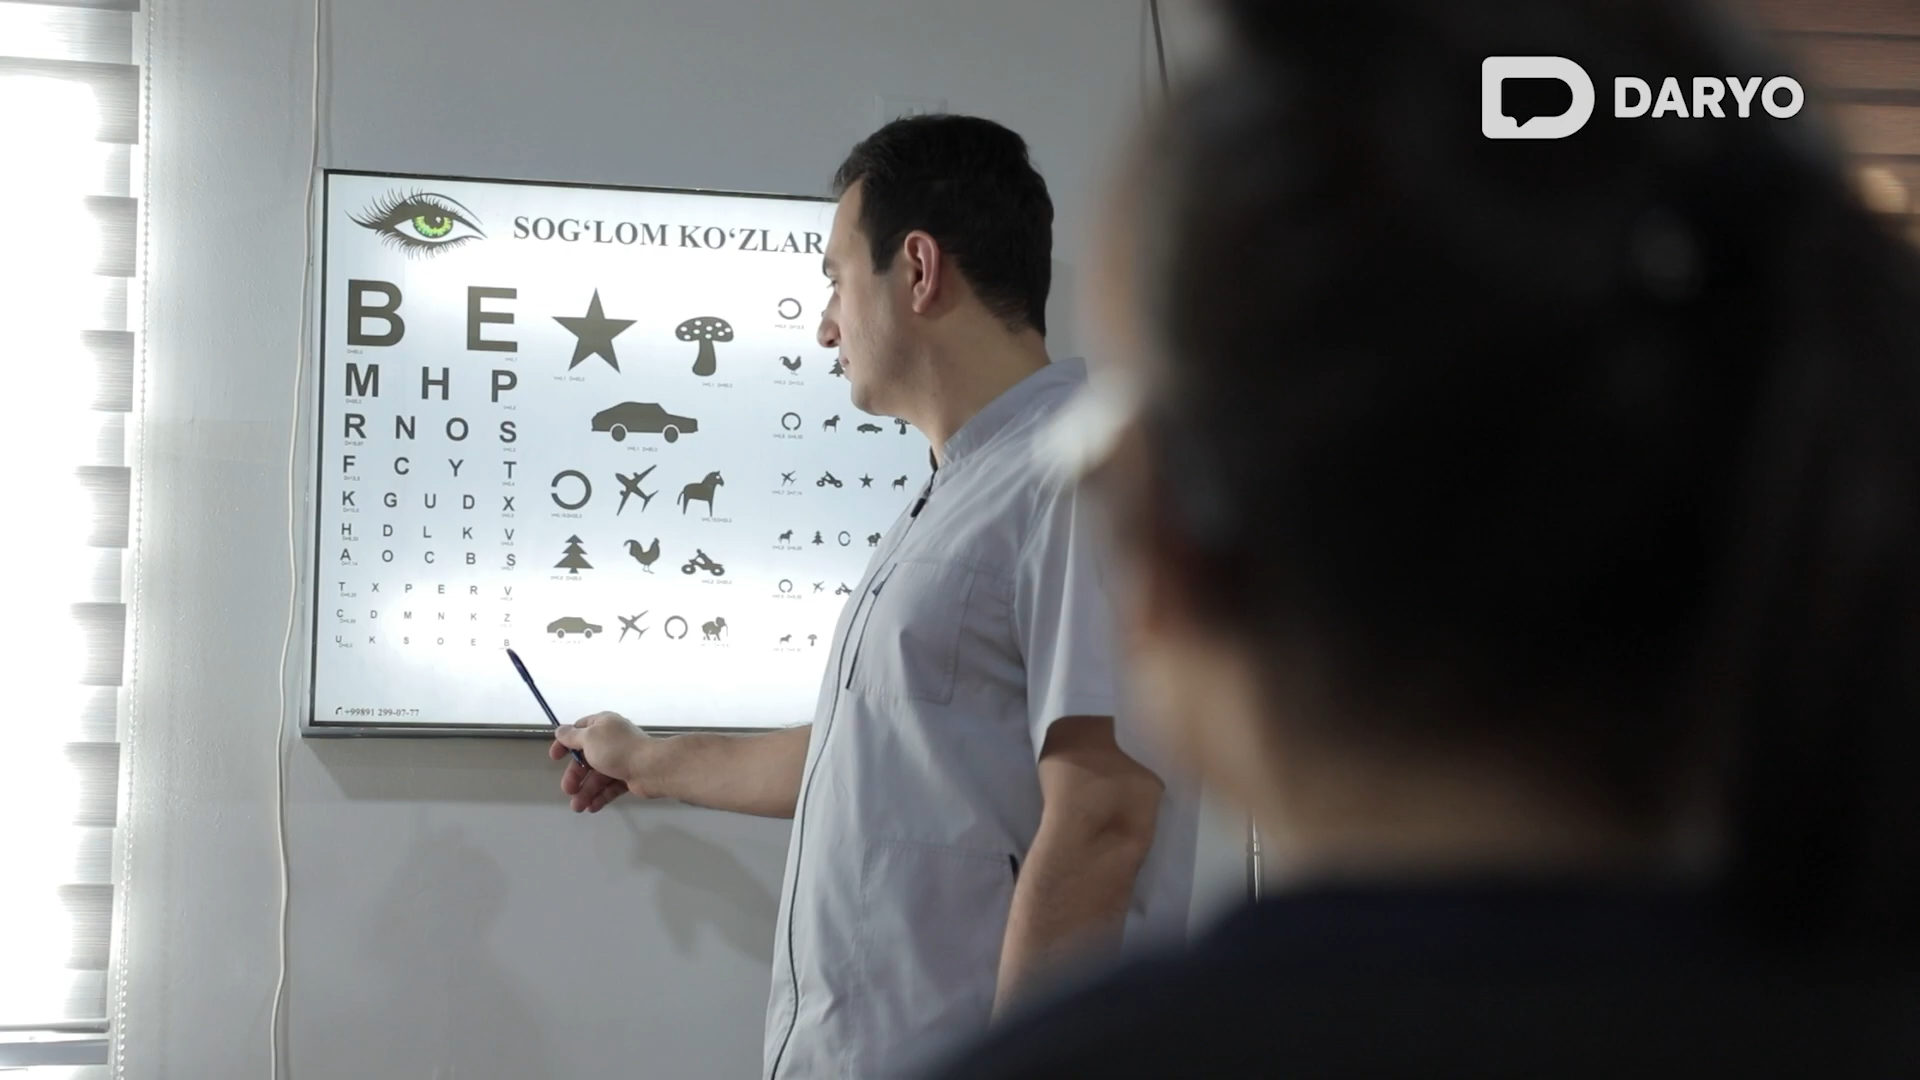 DARYO
SOG‘LOM KO‘ZLAR
B E
M H P
R N O S
F C Y T
K G U D X
H D L K V
A O C B S
T X P E R V
C D M N K Z
U K S O E B
+99891 299-07-77